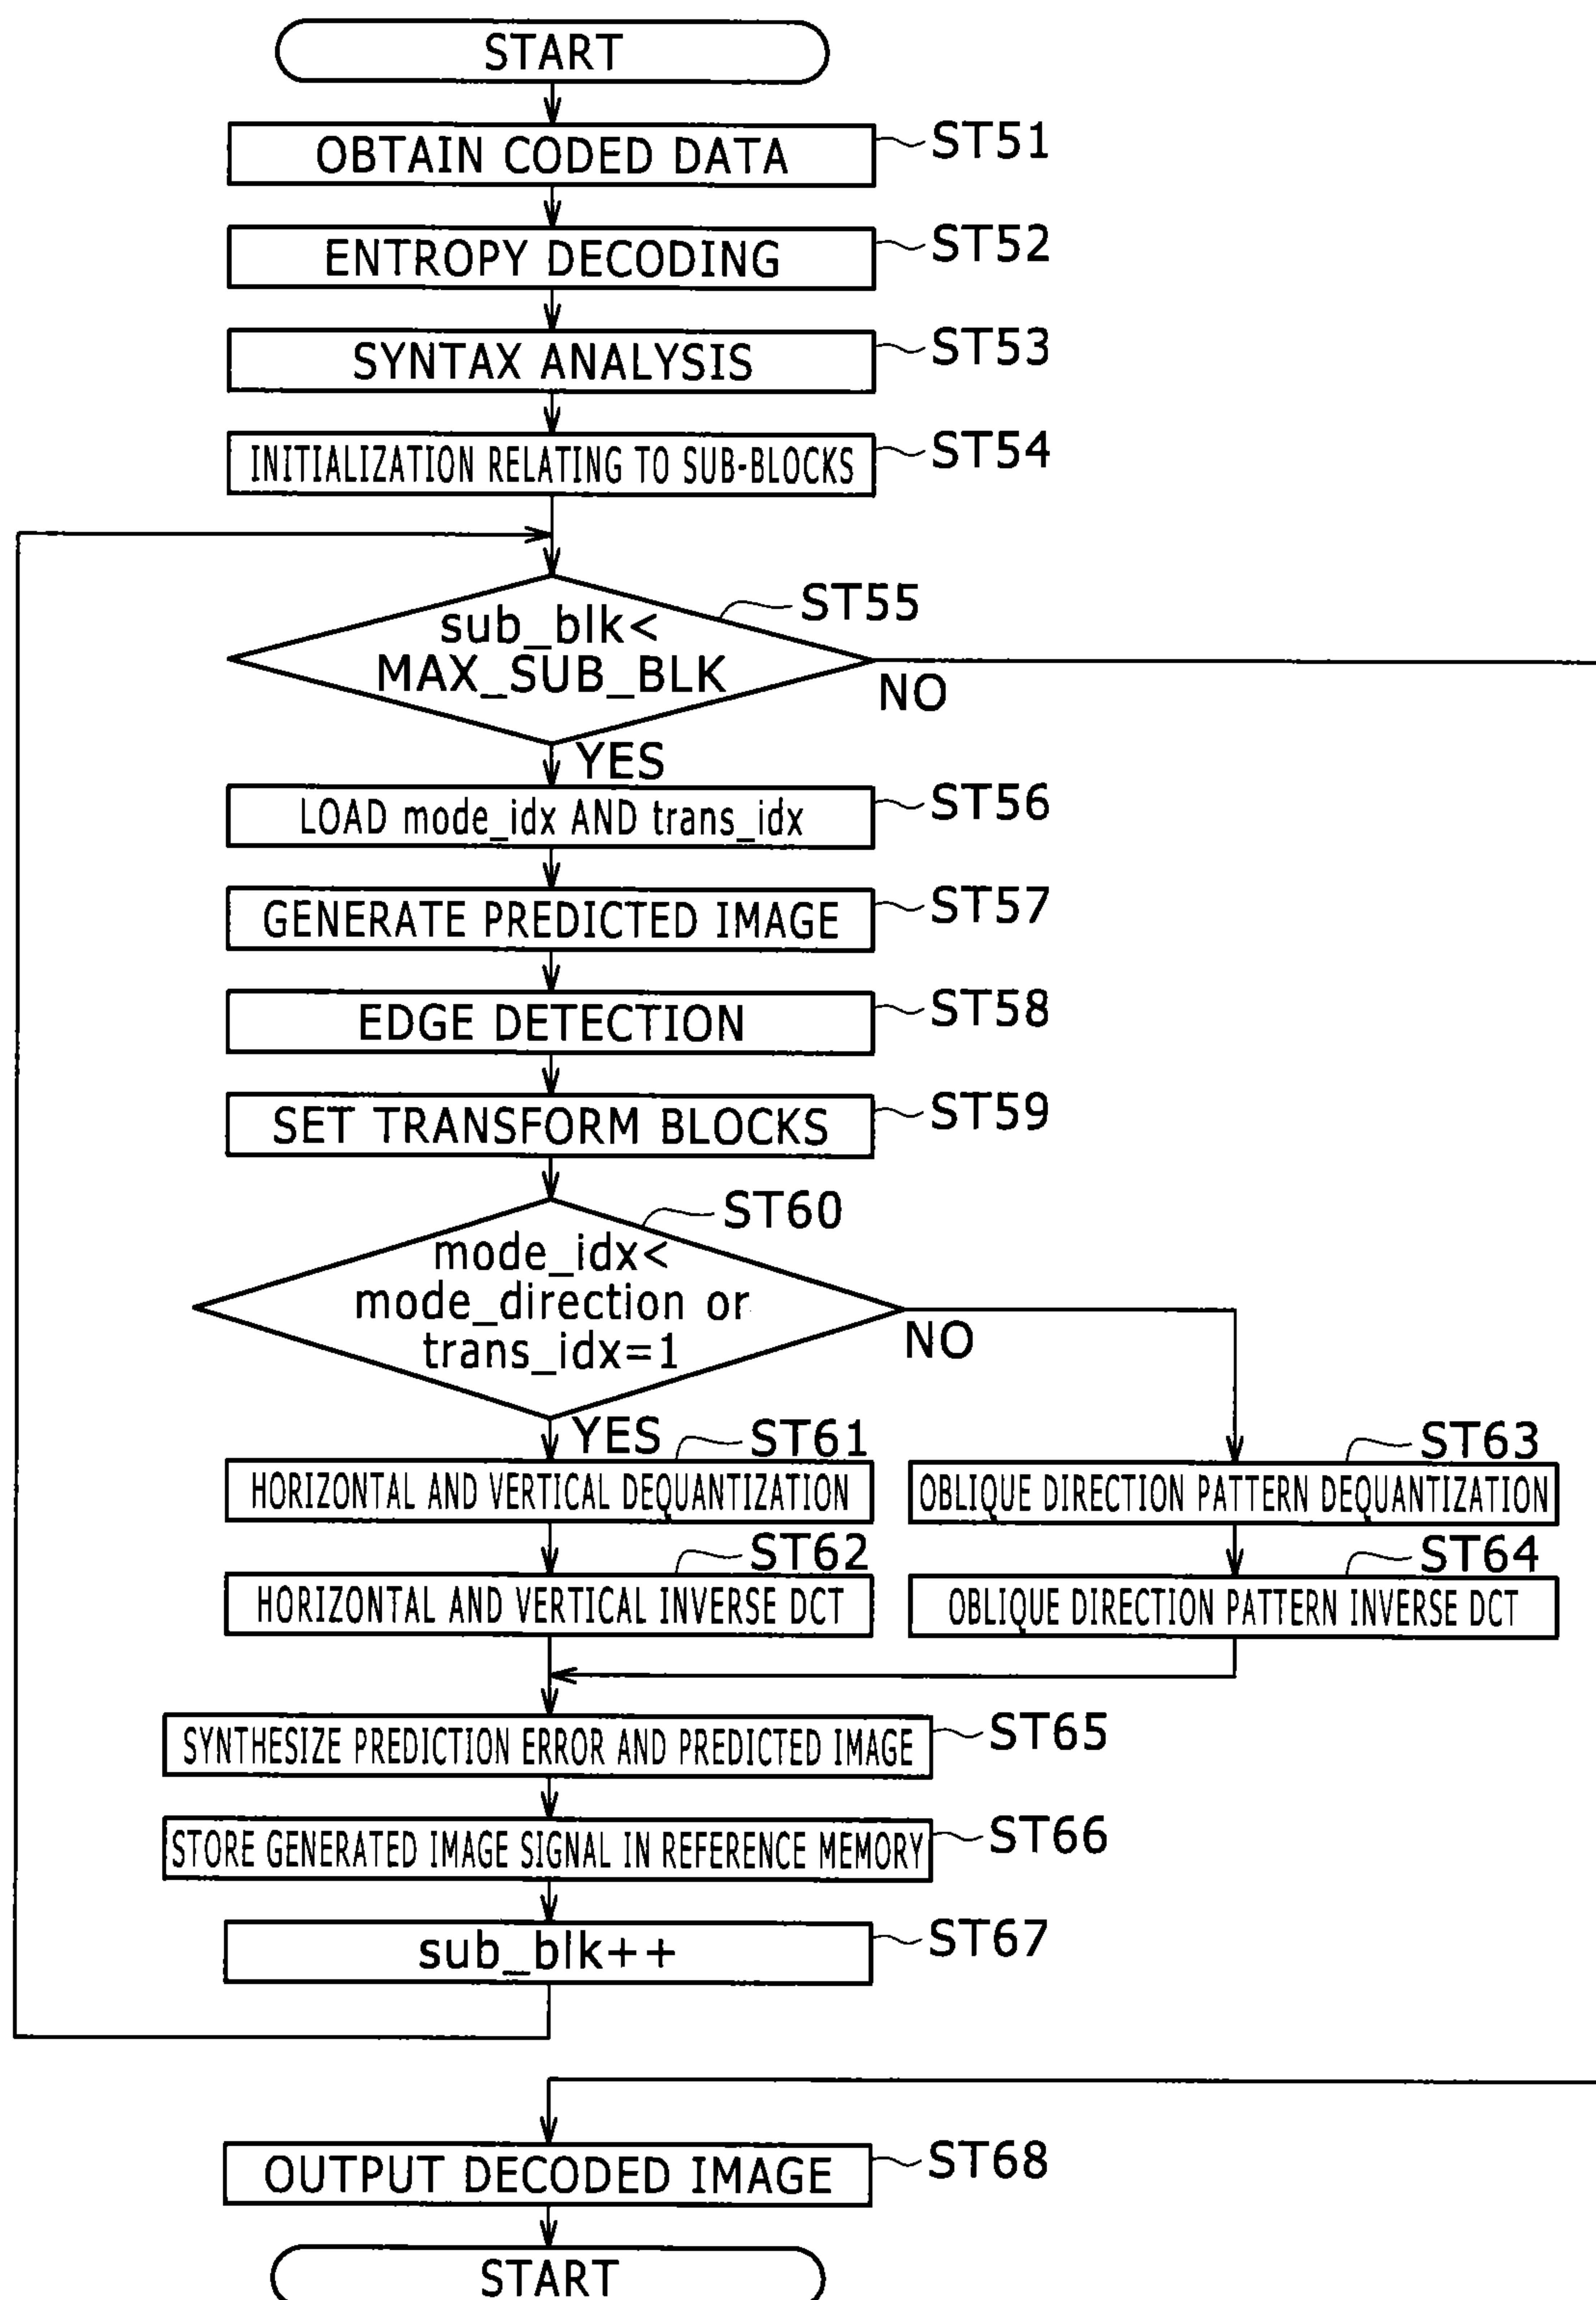 START
OBTAIN CODED DATA
ST51
ENTROPY DECODING
ST52
SYNTAX ANALYSIS
ST53
INITIALIZATION RELATING TO SUB-BLOCKS
ST54
ST55
sub_blk<
MAX_SUB_BLK
NO
YES
LOAD mode_idx AND trans_idx
ST56
GENERATE PREDICTED IMAGE
ST57
EDGE DETECTION
ST58
SET TRANSFORM BLOCKS
ST59
ST60
mode_idx<
mode_direction or
trans_idx=1
NO
YES
ST61
HORIZONTAL AND VERTICAL DEQUANTIZATION
ST63
OBLIQUE DIRECTION PATTERN DEQUANTIZATION
ST62
HORIZONTAL AND VERTICAL INVERSE DCT
ST64
OBLIQUE DIRECTION PATTERN INVERSE DCT
SYNTHESIZE PREDICTION ERROR AND PREDICTED IMAGE
ST65
STORE GENERATED IMAGE SIGNAL IN REFERENCE MEMORY
ST66
sub_blk++
ST67
OUTPUT DECODED IMAGE
ST68
START